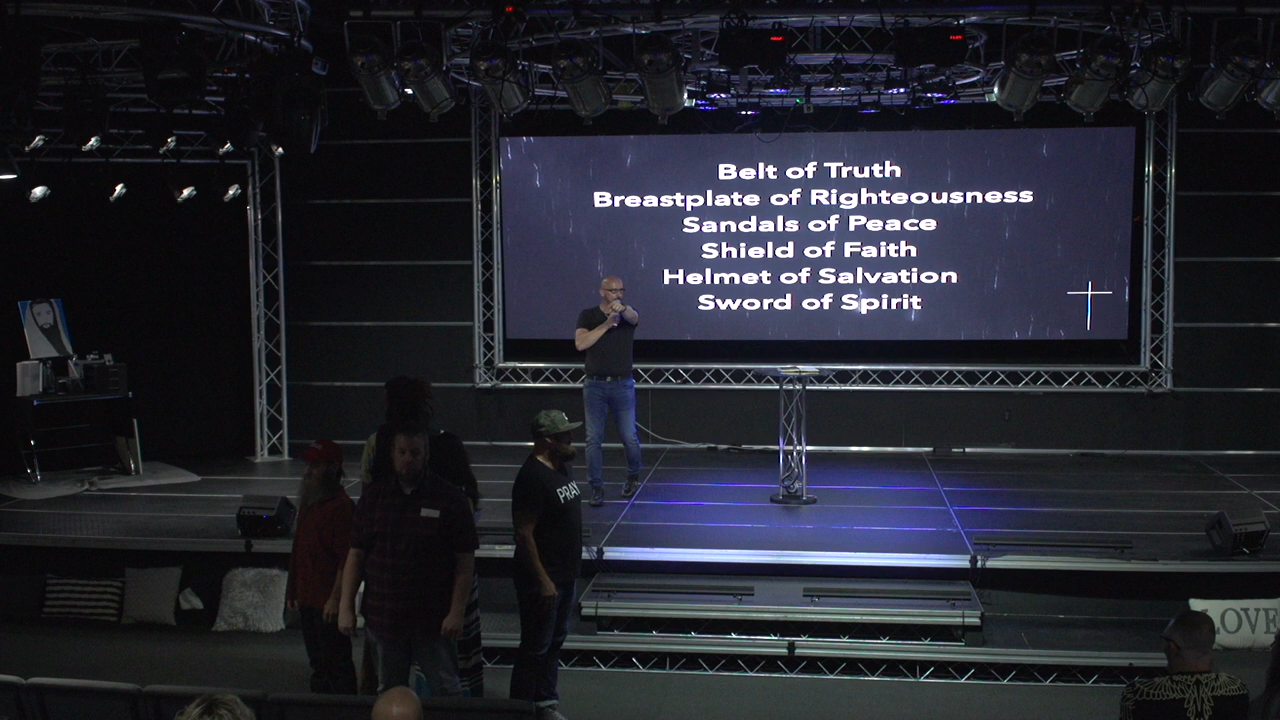 Belt of Truth
Breastplate of Righteousness
Sandals of Peace
Shield of Faith
Helmet of Salvation
Sword of Spirit
PRAY
LOVE